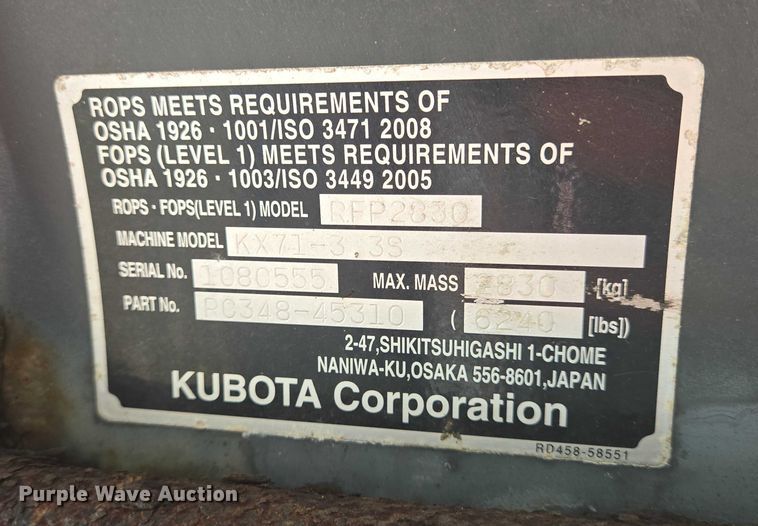 ROPS MEETS REQUIREMENTS OF
OSHA 1926・1001/ISO 3471 2008
FOPS (LEVEL 1) MEETS REQUIREMENTS OF
OSHA 1926・1003/ISO 3449 2005
ROPS・FOPS(LEVEL 1) MODEL RFP2830
MACHINE MODEL KX71-3 3S
SERIAL No. 1080555 MAX. MASS 2830 [kg]
PART No. RC348-45310 ( 6240 [lbs])
2-47,SHIKITSUHIGASHI 1-CHOME
NANIWA-KU,OSAKA 556-8601,JAPAN
KUBOTA Corporation
RD458-58551
Purple Wave Auction